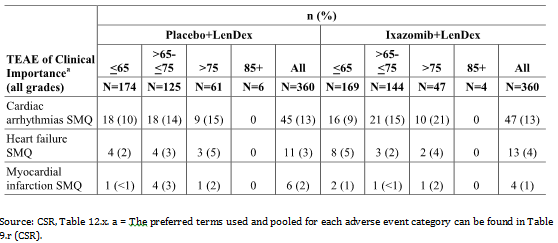 n (%)
Placebo+LenDex Ixazomib+LenDex
TEAE of Clinical Importance^a (all grades) ≤65 >65-≤75 >75 85+ All ≤65 >65-≤75 >75 85+ All
N=174 N=125 N=61 N=6 N=360 N=169 N=144 N=47 N=4 N=360
Cardiac arrhythmias SMQ 18 (10) 18 (14) 9 (15) 0 45 (13) 16 (9) 21 (15) 10 (21) 0 47 (13)
Heart failure SMQ 4 (2) 4 (3) 3 (5) 0 11 (3) 8 (5) 3 (2) 2 (4) 0 13 (4)
Myocardial infarction SMQ 1 (<1) 4 (3) 1 (2) 0 6 (2) 2 (1) 1 (<1) 1 (2) 0 4 (1)
Source: CSR, Table 12.x. a = The preferred terms used and pooled for each adverse event category can be found in Table
9.r (CSR).